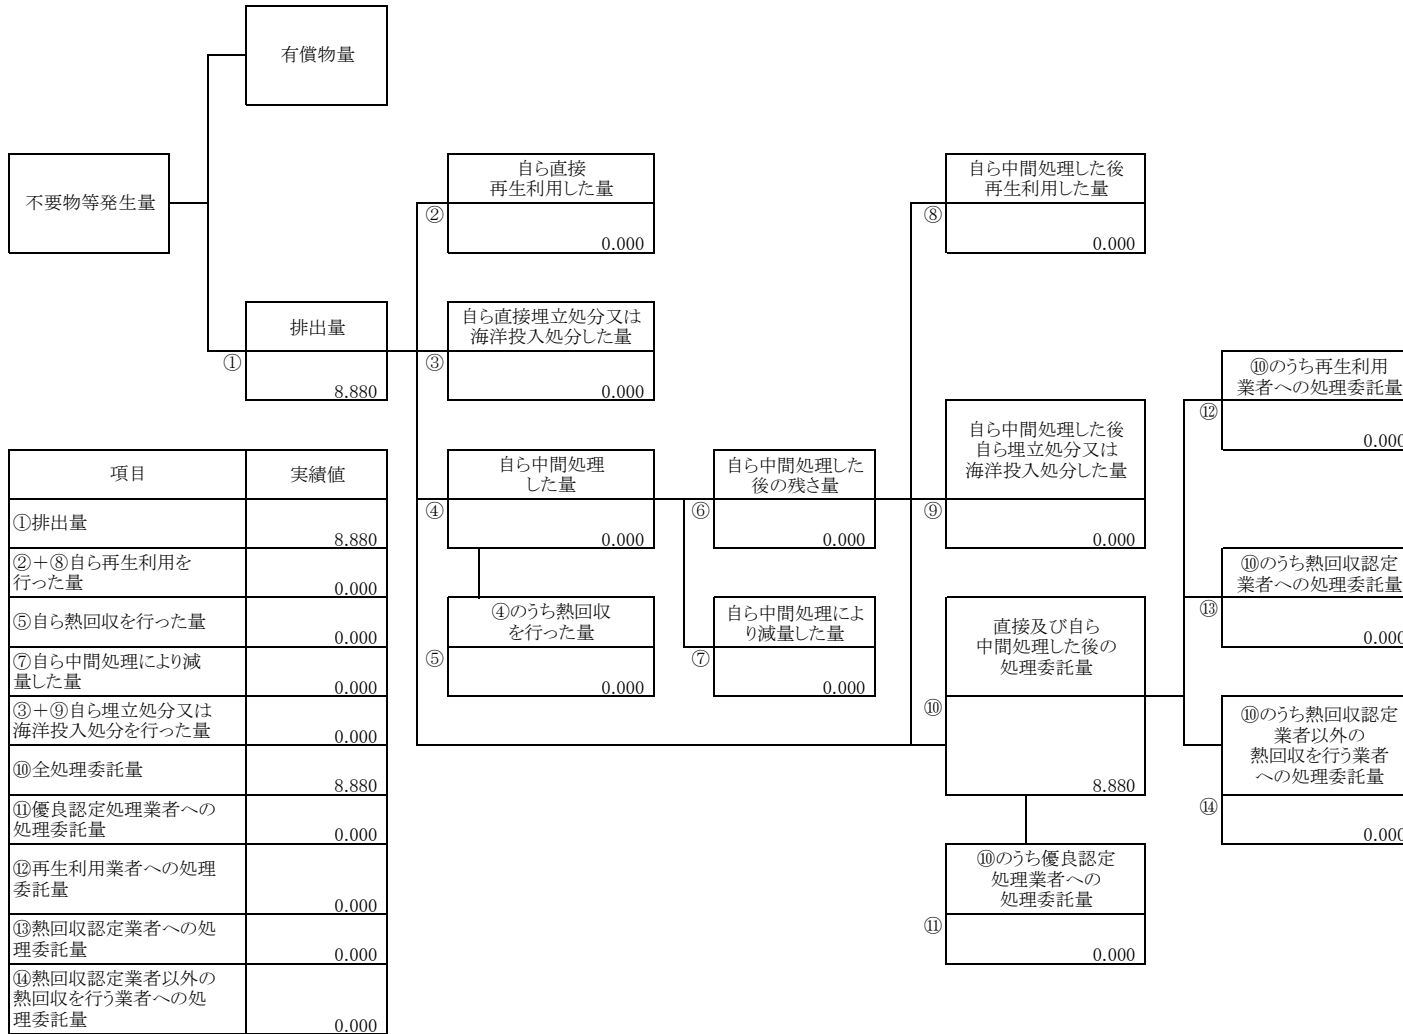 有償物量
不要物等発生量
自ら直接
再生利用した量
②
0.000
自ら中間処理した後
再生利用した量
⑧
0.000
排出量
①
8.880
自ら直接埋立処分又は
海洋投入処分した量
③
0.000
⑩のうち再生利用
業者への処理委託量
⑫
0.000
自ら中間処理
した量
④
0.000
自ら中間処理した
後の残さ量
⑥
0.000
自ら中間処理した後
自ら埋立処分又は
海洋投入処分した量
⑨
0.000
⑩のうち熱回収認定
業者への処理委託量
⑬
0.000
④のうち熱回収
を行った量
⑤
0.000
自ら中間処理によ
り減量した量
⑦
0.000
直接及び自ら
中間処理した後の
処理委託量
⑩
8.880
⑩のうち熱回収認定
業者以外の
熱回収を行う業者
への処理委託量
⑭
0.000
⑩のうち優良認定
処理業者への
処理委託量
⑪
0.000
項目 実績値
①排出量
8.880
②+⑧自ら再生利用を
行った量
0.000
⑤自ら熱回収を行った量
0.000
⑦自ら中間処理により減
量した量
0.000
③+⑨自ら埋立処分又は
海洋投入処分を行った量
0.000
⑩全処理委託量
8.880
⑪優良認定処理業者への
処理委託量
0.000
⑫再生利用業者への処理
委託量
0.000
⑬熱回収認定業者への処
理委託量
0.000
⑭熱回収認定業者以外の
熱回収を行う業者への処
理委託量
0.000